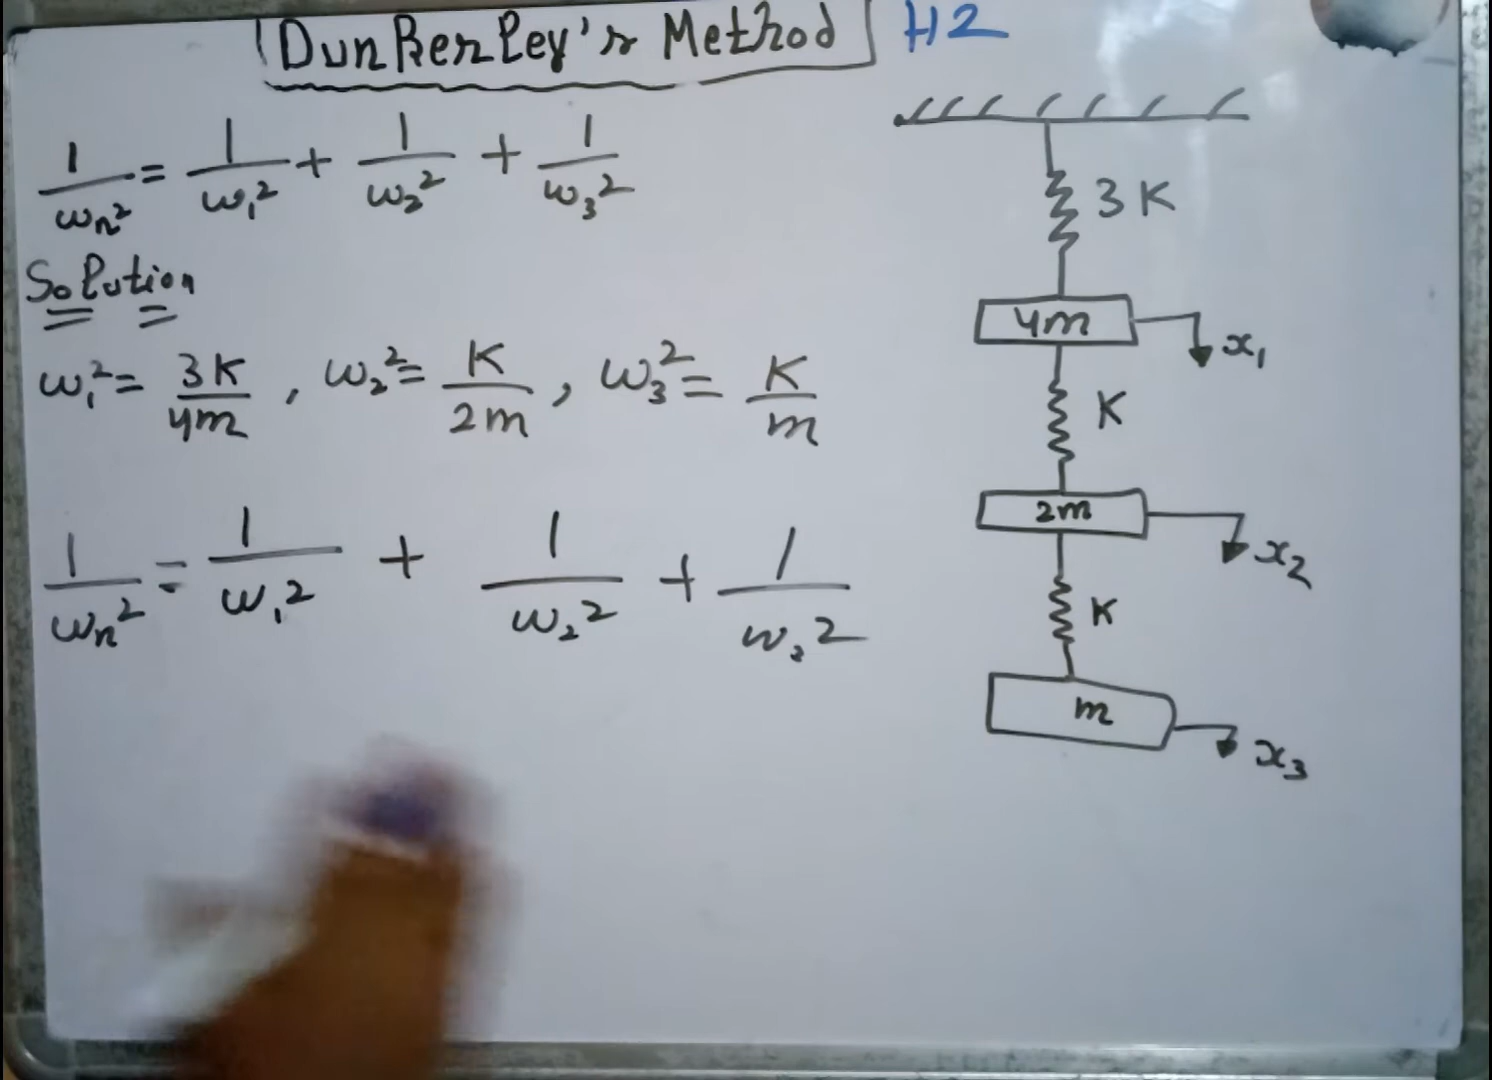 DunKerley's Method H2
1/ωn² = 1/ω₁² + 1/ω₂² + 1/ω₃²
Solution
ω₁² = 3K/4m , ω₂² = K/2m , ω₃² = K/m
1/ωn² = 1/ω₁² + 1/ω₂² + 1/ω₃²
3K
4m
x₁
K
2m
x₂
K
m
x₃